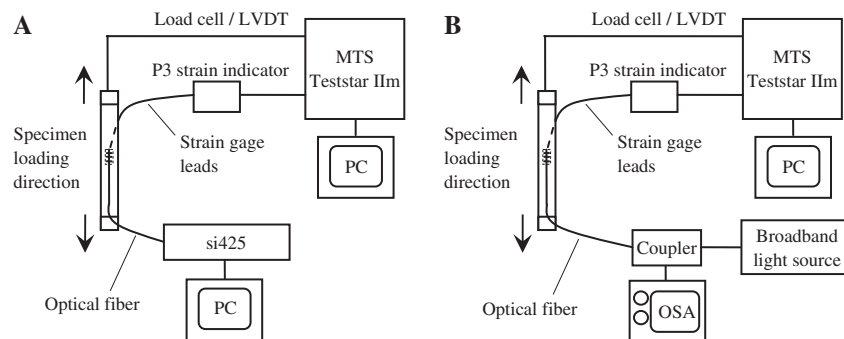 A
Load cell / LVDT
MTS
Teststar IIm
P3 strain indicator
Specimen
loading
direction
Strain gage
leads
PC
si425
Optical fiber
PC
B
Load cell / LVDT
MTS
Teststar IIm
P3 strain indicator
Specimen
loading
direction
Strain gage
leads
PC
Coupler
Broadband
light source
Optical fiber
OSA